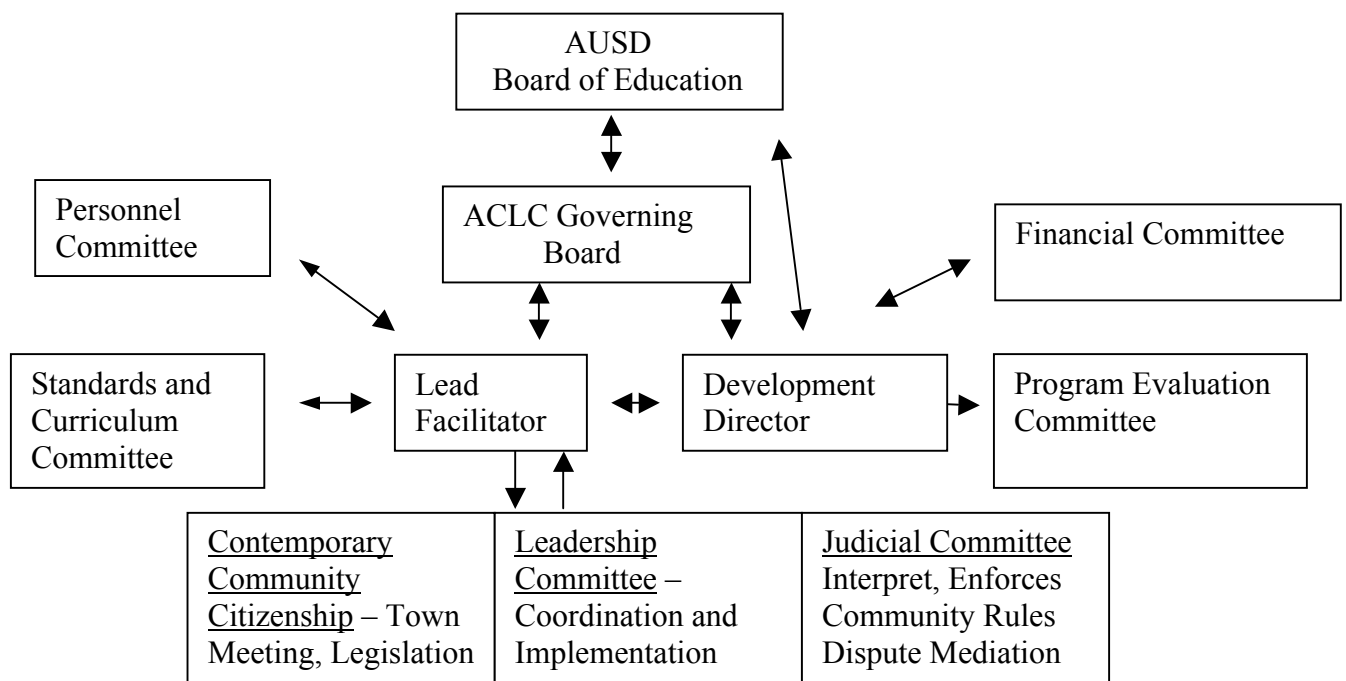 AUSD
Board of Education
Personnel
Committee
ACLC Governing
Board
Financial Committee
Standards and
Curriculum
Committee
Lead
Facilitator
Development
Director
Program Evaluation
Committee
Contemporary
Community
Citizenship – Town
Meeting, Legislation
Leadership
Committee –
Coordination and
Implementation
Judicial Committee
Interpret, Enforces
Community Rules
Dispute Mediation